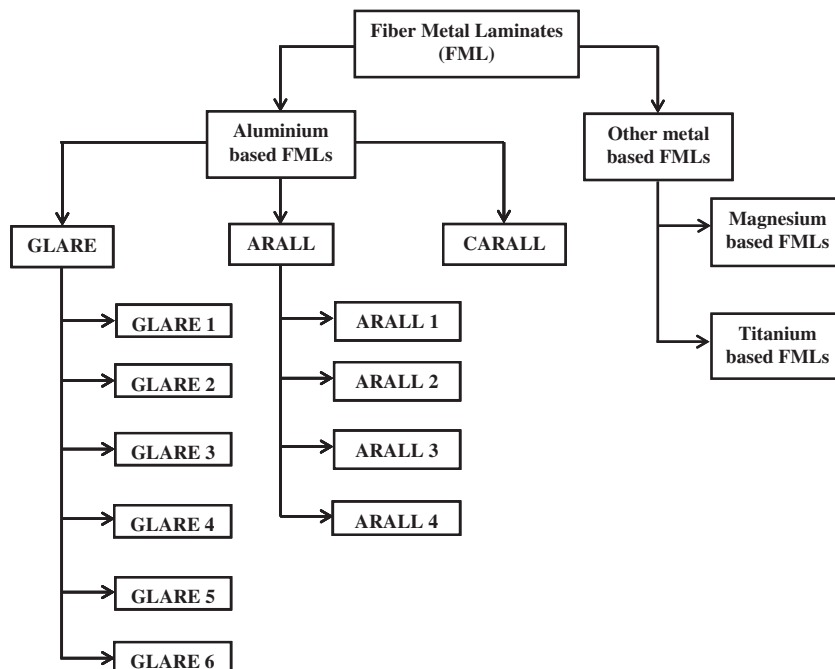 Fiber Metal Laminates
(FML)
Aluminium
based FMLs
Other metal
based FMLs
GLARE
ARALL
CARALL
Magnesium
based FMLs
Titanium
based FMLs
GLARE 1
GLARE 2
GLARE 3
GLARE 4
GLARE 5
GLARE 6
ARALL 1
ARALL 2
ARALL 3
ARALL 4